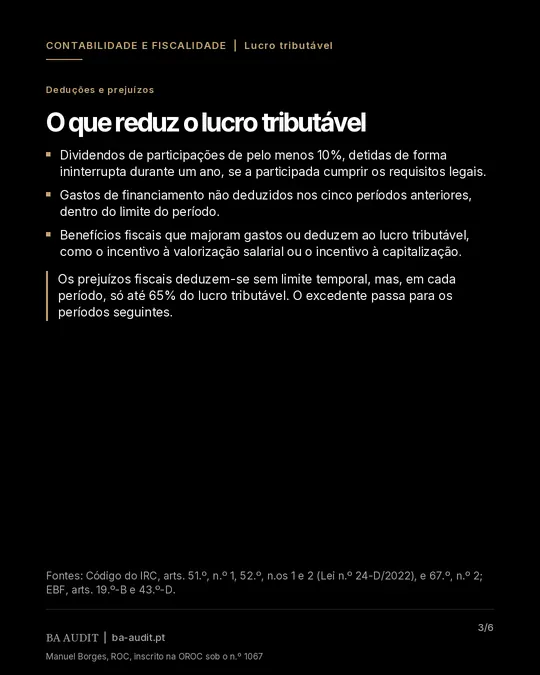 CONTABILIDADE E FISCALIDADE | Lucro tributável
Deduções e prejuízos
O que reduz o lucro tributável
Dividendos de participações de pelo menos 10%, detidas de forma
ininterrupta durante um ano, se a participada cumprir os requisitos legais.
Gastos de financiamento não deduzidos nos cinco períodos anteriores,
dentro do limite do período.
Benefícios fiscais que majoram gastos ou deduzem ao lucro tributável,
como o incentivo à valorização salarial ou o incentivo à capitalização.
Os prejuízos fiscais deduzem-se sem limite temporal, mas, em cada
período, só até 65% do lucro tributável. O excedente passa para os
períodos seguintes.
Fontes: Código do IRC, arts. 51.º, n.º 1, 52.º, n.os 1 e 2 (Lei n.º 24-D/2022), e 67.º, n.º 2;
EBF, arts. 19.º-B e 43.º-D.
3/6
BA AUDIT | ba-audit.pt
Manuel Borges, ROC, inscrito na OROC sob o n.º 1067